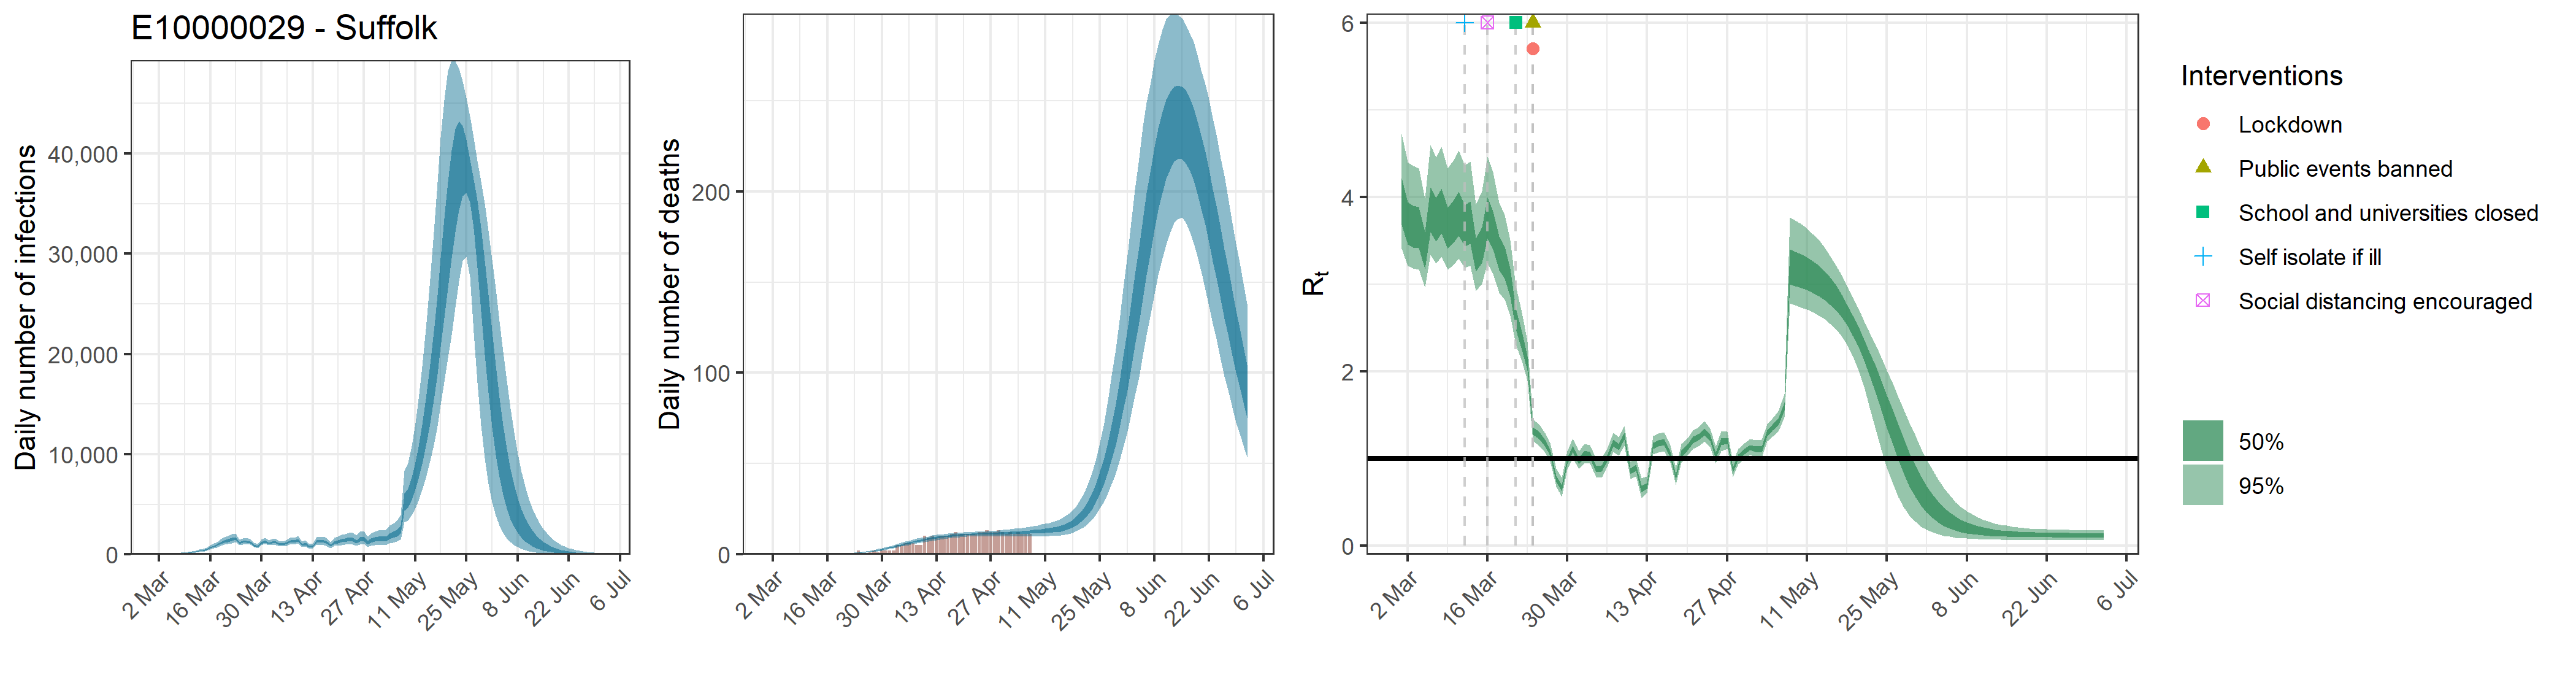 E10000029 - Suffolk
Daily number of infections
40,000
30,000
20,000
10,000
0
2 Mar
16 Mar
30 Mar
13 Apr
27 Apr
11 May
25 May
8 Jun
22 Jun
6 Jul
Daily number of deaths
200
100
0
2 Mar
16 Mar
30 Mar
13 Apr
27 Apr
11 May
25 May
8 Jun
22 Jun
6 Jul
Rt
6
4
2
0
2 Mar
16 Mar
30 Mar
13 Apr
27 Apr
11 May
25 May
8 Jun
22 Jun
6 Jul
Interventions
Lockdown
Public events banned
School and universities closed
Self isolate if ill
Social distancing encouraged
50%
95%